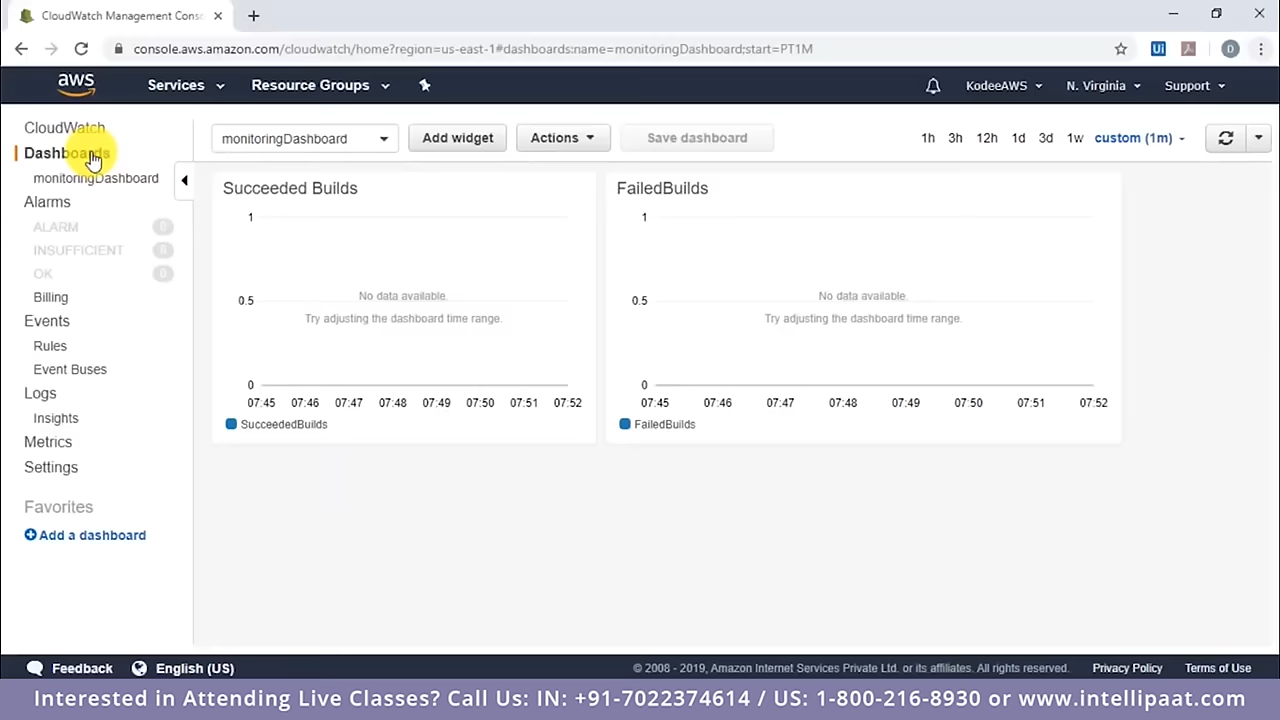 CloudWatch Management Conso
console.aws.amazon.com/cloudwatch/home?region=us-east-1#dashboards:name=monitoringDashboard;start=PT1M
Ui
D
aws
Services
Resource Groups
KodeeAWS
N. Virginia
Support
CloudWatch
Dashboards
monitoringDashboard
Alarms
ALARM 0
INSUFFICIENT 0
OK 0
Billing
Events
Rules
Event Buses
Logs
Insights
Metrics
Settings
Favorites
Add a dashboard
monitoringDashboard
Add widget
Actions
Save dashboard
1h 3h 12h 1d 3d 1w custom (1m)
Succeeded Builds
1
0.5
0
No data available.
Try adjusting the dashboard time range.
07:45 07:46 07:47 07:48 07:49 07:50 07:51 07:52
SucceededBuilds
FailedBuilds
1
0.5
0
No data available.
Try adjusting the dashboard time range.
07:45 07:46 07:47 07:48 07:49 07:50 07:51 07:52
FailedBuilds
Feedback
English (US)
© 2008 - 2019, Amazon Internet Services Private Ltd. or its affiliates. All rights reserved.
Privacy Policy
Terms of Use
Interested in Attending Live Classes? Call Us: IN: +91-7022374614 / US: 1-800-216-8930 or www.intellipaat.com